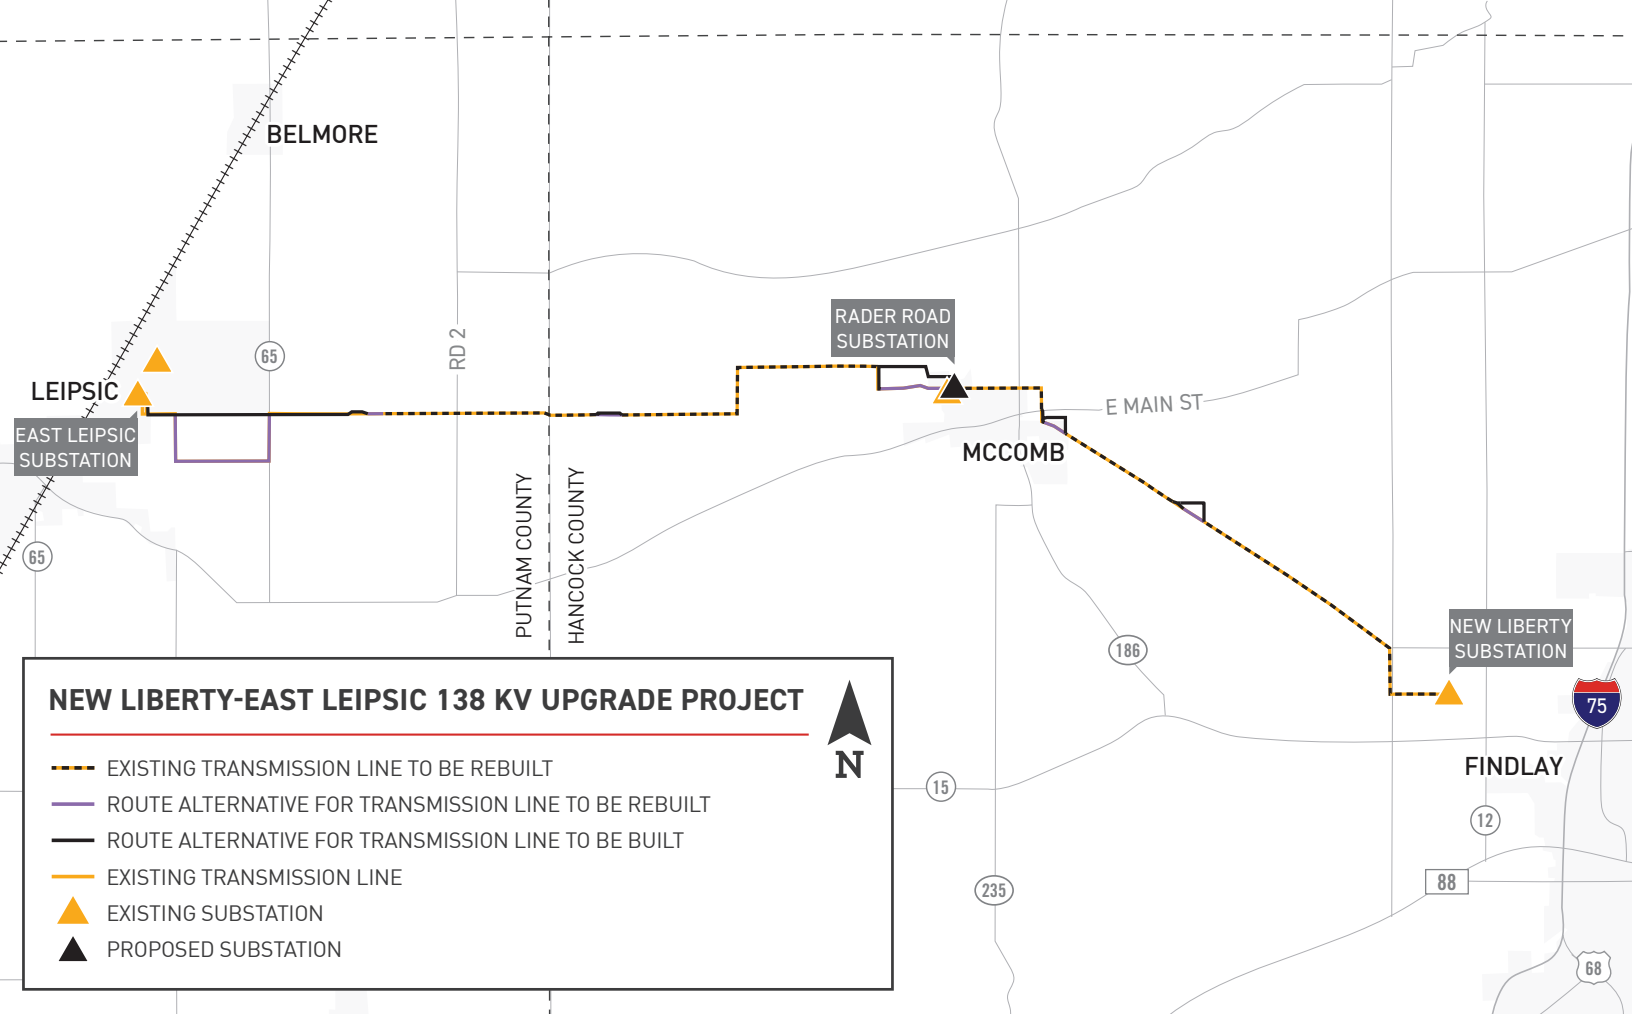 BELMORE
RADER ROAD
SUBSTATION
65
RD 2
LEIPSIC
E MAIN ST
EAST LEIPSIC
SUBSTATION
MCCOMB
PUTNAM COUNTY
HANCOCK COUNTY
65
NEW LIBERTY
SUBSTATION
186
75
NEW LIBERTY-EAST LEIPSIC 138 KV UPGRADE PROJECT
N
EXISTING TRANSMISSION LINE TO BE REBUILT
ROUTE ALTERNATIVE FOR TRANSMISSION LINE TO BE REBUILT
ROUTE ALTERNATIVE FOR TRANSMISSION LINE TO BE BUILT
EXISTING TRANSMISSION LINE
EXISTING SUBSTATION
PROPOSED SUBSTATION
FINDLAY
15
12
88
235
68